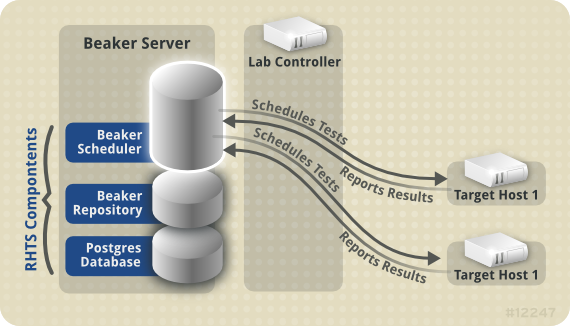 Beaker Server
Lab Controller
RHTS Compontents
Beaker
Scheduler
Beaker
Repository
Postgres
Database
Schedules Tests
Reports Results
Schedules Tests
Reports Results
Target Host 1
Target Host 1
#12247